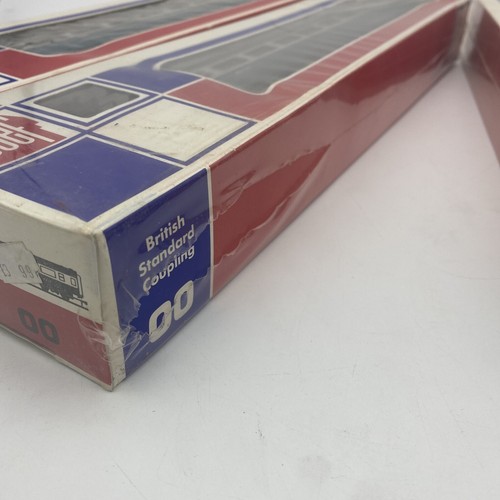 British
Standard
Coupling
00
00